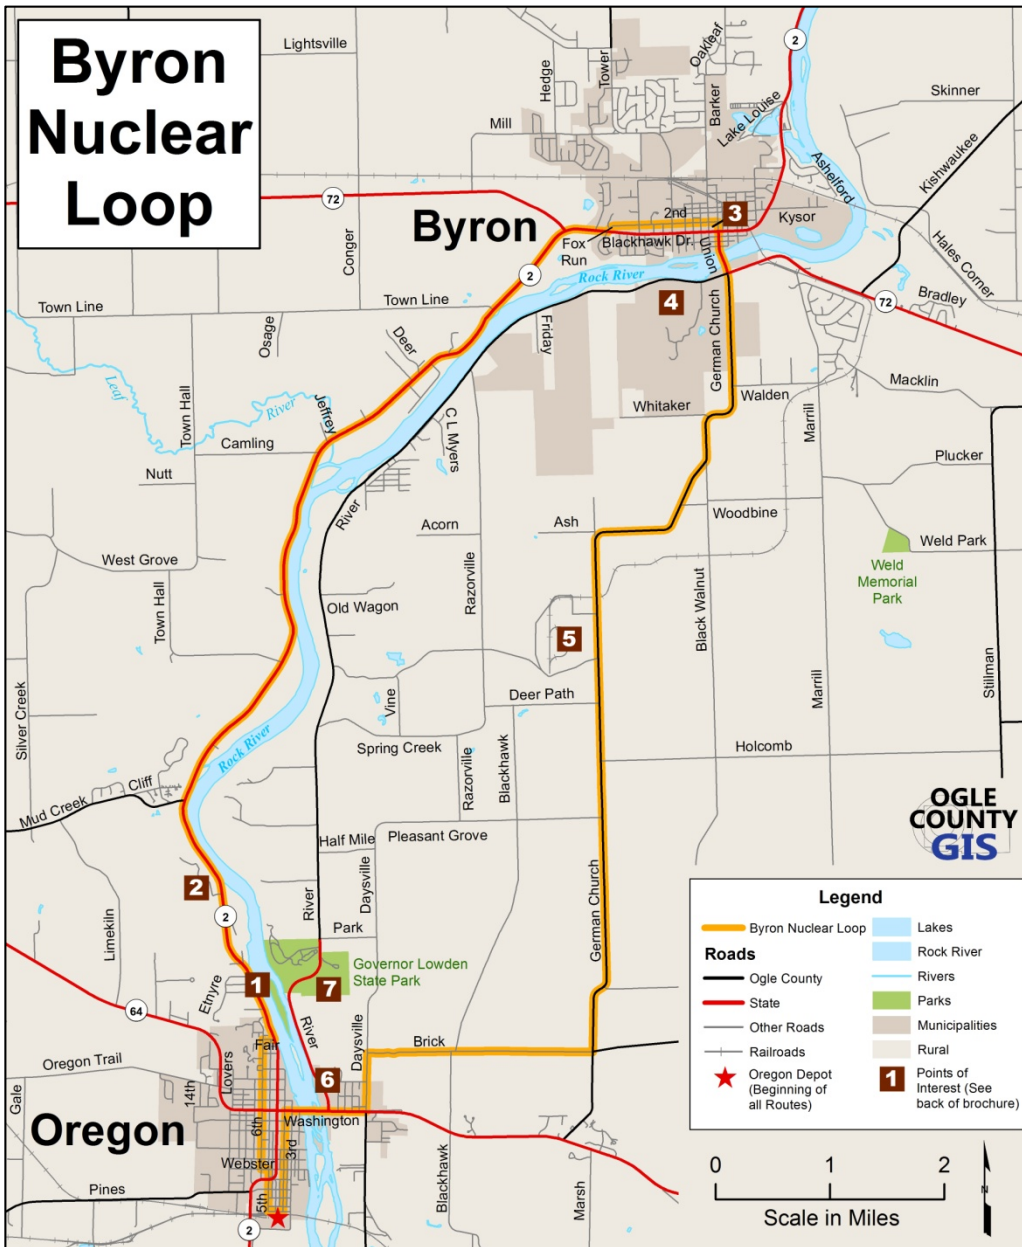 Byron
Nuclear
Loop
Lightsville
Hedge
Tower
Oakleaf
Barker
Lake Louise
2
Skinner
Kishwaukee
Mill
Ashelford
72
Conger
Byron
2nd
3
Kysor
Fox
Run
Blackhawk Dr.
Union
Hales Corner
2
Rock River
4
German Church
72
Bradley
Town Line
Osage
Town Line
Deer
Friday
Leaf
River
Town Hall
Jeffrey
C L Myers
Whitaker
Walden
Marrill
Macklin
Camling
Nutt
River
Acorn
Ash
Woodbine
Plucker
West Grove
Weld Park
Weld
Memorial
Park
Town Hall
Old Wagon
Razorville
5
Black Walnut
Marrill
Stillman
Silver Creek
Vine
Deer Path
Rock River
Spring Creek
Razorville
Blackhawk
Holcomb
Mud Creek
Cliff
Half Mile
Pleasant Grove
OGLE
COUNTY
GIS
2
2
Limekiln
River
Daysville
Park
German Church
Governor Lowden
State Park
1
7
Etnyre
64
River
Daysville
Brick
Fair
Oregon Trail
Gale
14th
Lovers
6
6th
Washington
Oregon
3rd
Webster
Pines
5th
2
Blackhawk
Marsh
Legend
Byron Nuclear Loop
Roads
Ogle County
State
Other Roads
Railroads
Oregon Depot
(Beginning of
all Routes)
Lakes
Rock River
Rivers
Parks
Municipalities
Rural
1
Points of
Interest (See
back of brochure)
0 1 2
Scale in Miles
N